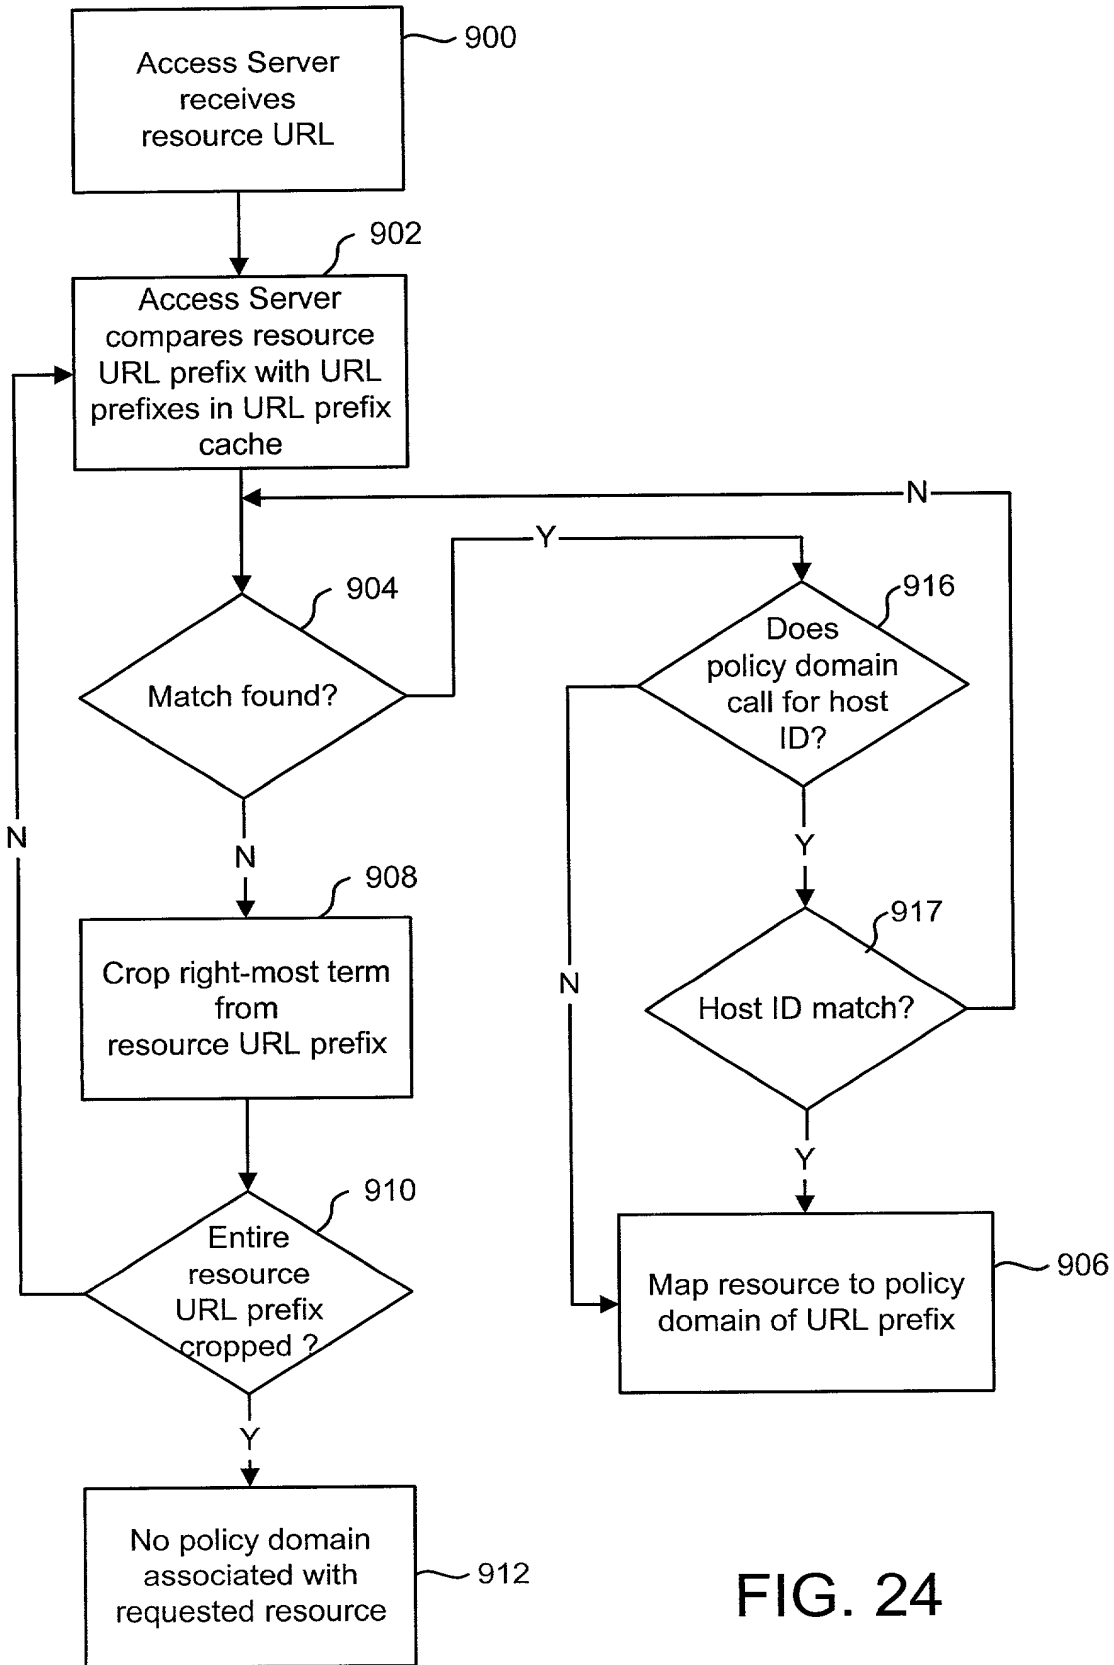 Access Server
receives
resource URL
900
902
Access Server
compares resource
URL prefix with URL
prefixes in URL prefix
cache
N
Y
904
Match found?
916
Does
policy domain
call for host
ID?
N
N
Y
908
917
Crop right-most term
from
resource URL prefix
N
Host ID match?
Y
910
Entire
resource
URL prefix
cropped ?
Map resource to policy
domain of URL prefix
906
Y
No policy domain
associated with
requested resource
912
FIG. 24